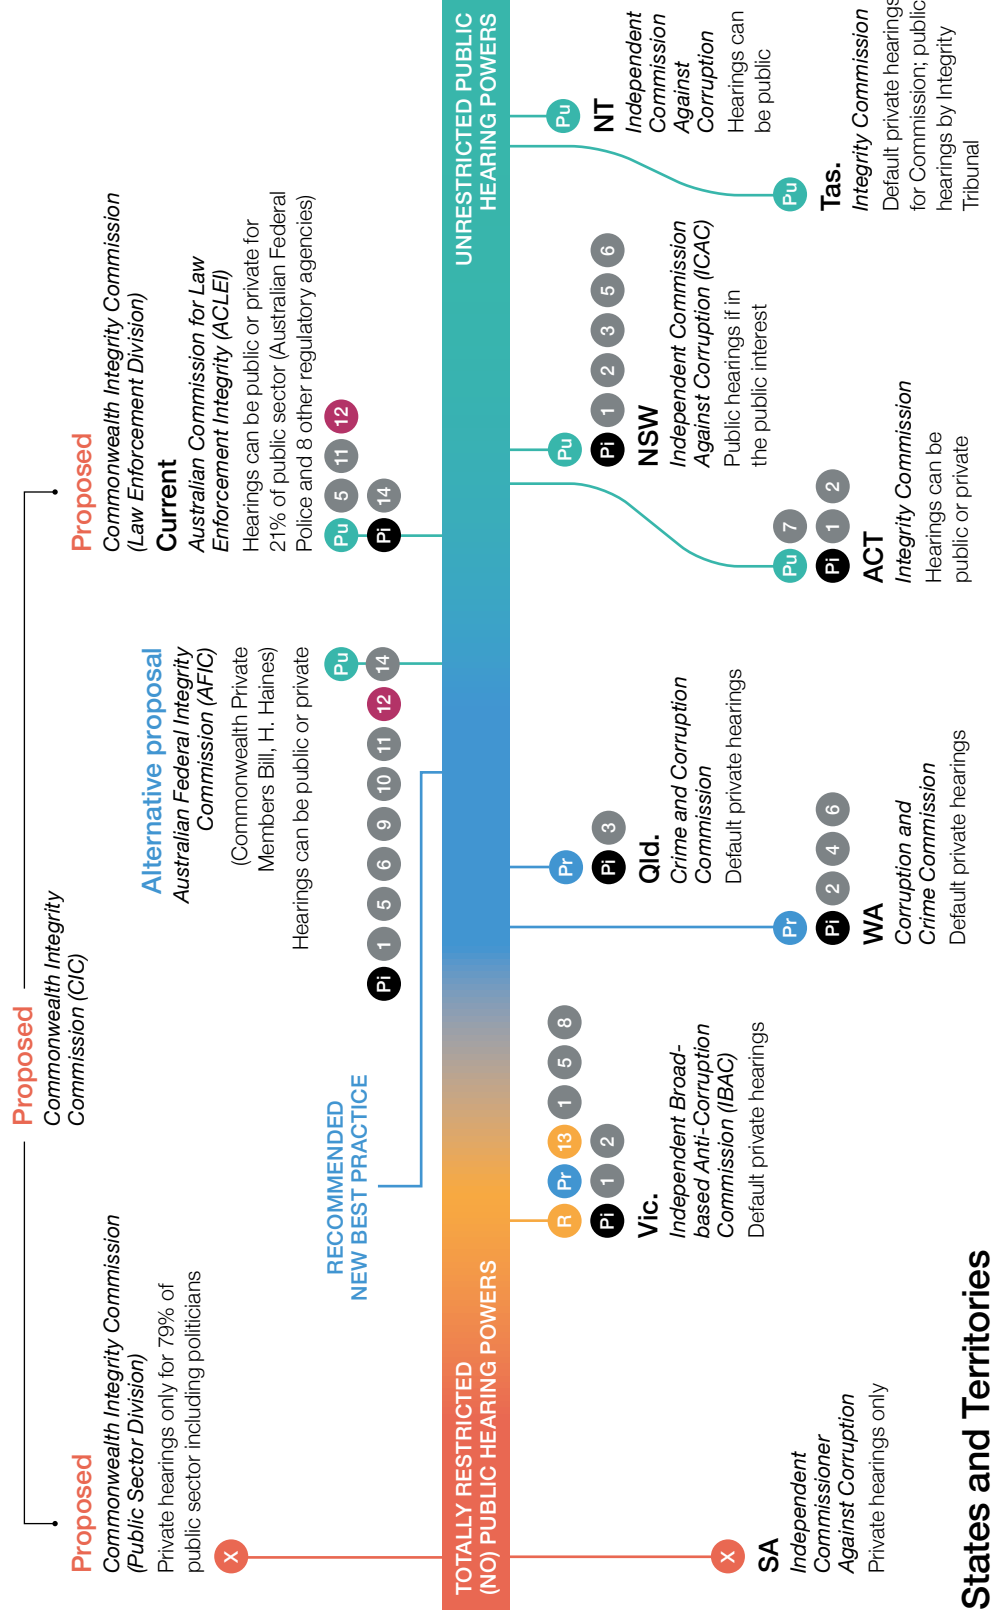 Proposed
Commonwealth Integrity
Commission (CIC)
Proposed
Commonwealth Integrity Commission
(Public Sector Division)
Private hearings only for 79% of
public sector including politicians
X
RECOMMENDED
NEW BEST PRACTICE
Alternative proposal
Australian Federal Integrity
Commission (AFIC)
(Commonwealth Private
Members Bill, H. Haines)
Hearings can be public or private
Pu
Pi 1 5 6 9 10 11 12 14
Proposed
Commonwealth Integrity Commission
(Law Enforcement Division)
Current
Australian Commission for Law
Enforcement Integrity (ACLEI)
Hearings can be public or private for
21% of public sector (Australian Federal
Police and 8 other regulatory agencies)
Pu 5 11 12
Pi 14
TOTALLY RESTRICTED
(NO) PUBLIC HEARING POWERS
UNRESTRICTED PUBLIC
HEARING POWERS
X
SA
Independent
Commissioner
Against Corruption
Private hearings only
R Pr 13 1 5 8
Pi 1 2
Vic.
Independent Broad-
based Anti-Corruption
Commission (IBAC)
Default private hearings
Pr
Pi 3
Qld.
Crime and Corruption
Commission
Default private hearings
Pr
Pi 2 4 6
WA
Corruption and
Crime Commission
Default private hearings
Pu
Pi 1 2 3 5 6
NSW
Independent Commission
Against Corruption (ICAC)
Public hearings if in
the public interest
Pu 7
Pi 1 2
ACT
Integrity Commission
Hearings can be
public or private
Pu
NT
Independent
Commission
Against
Corruption
Hearings can
be public
Pu
Tas.
Integrity Commission
Default private hearings
for Commission; public
hearings by Integrity
Tribunal
States and Territories